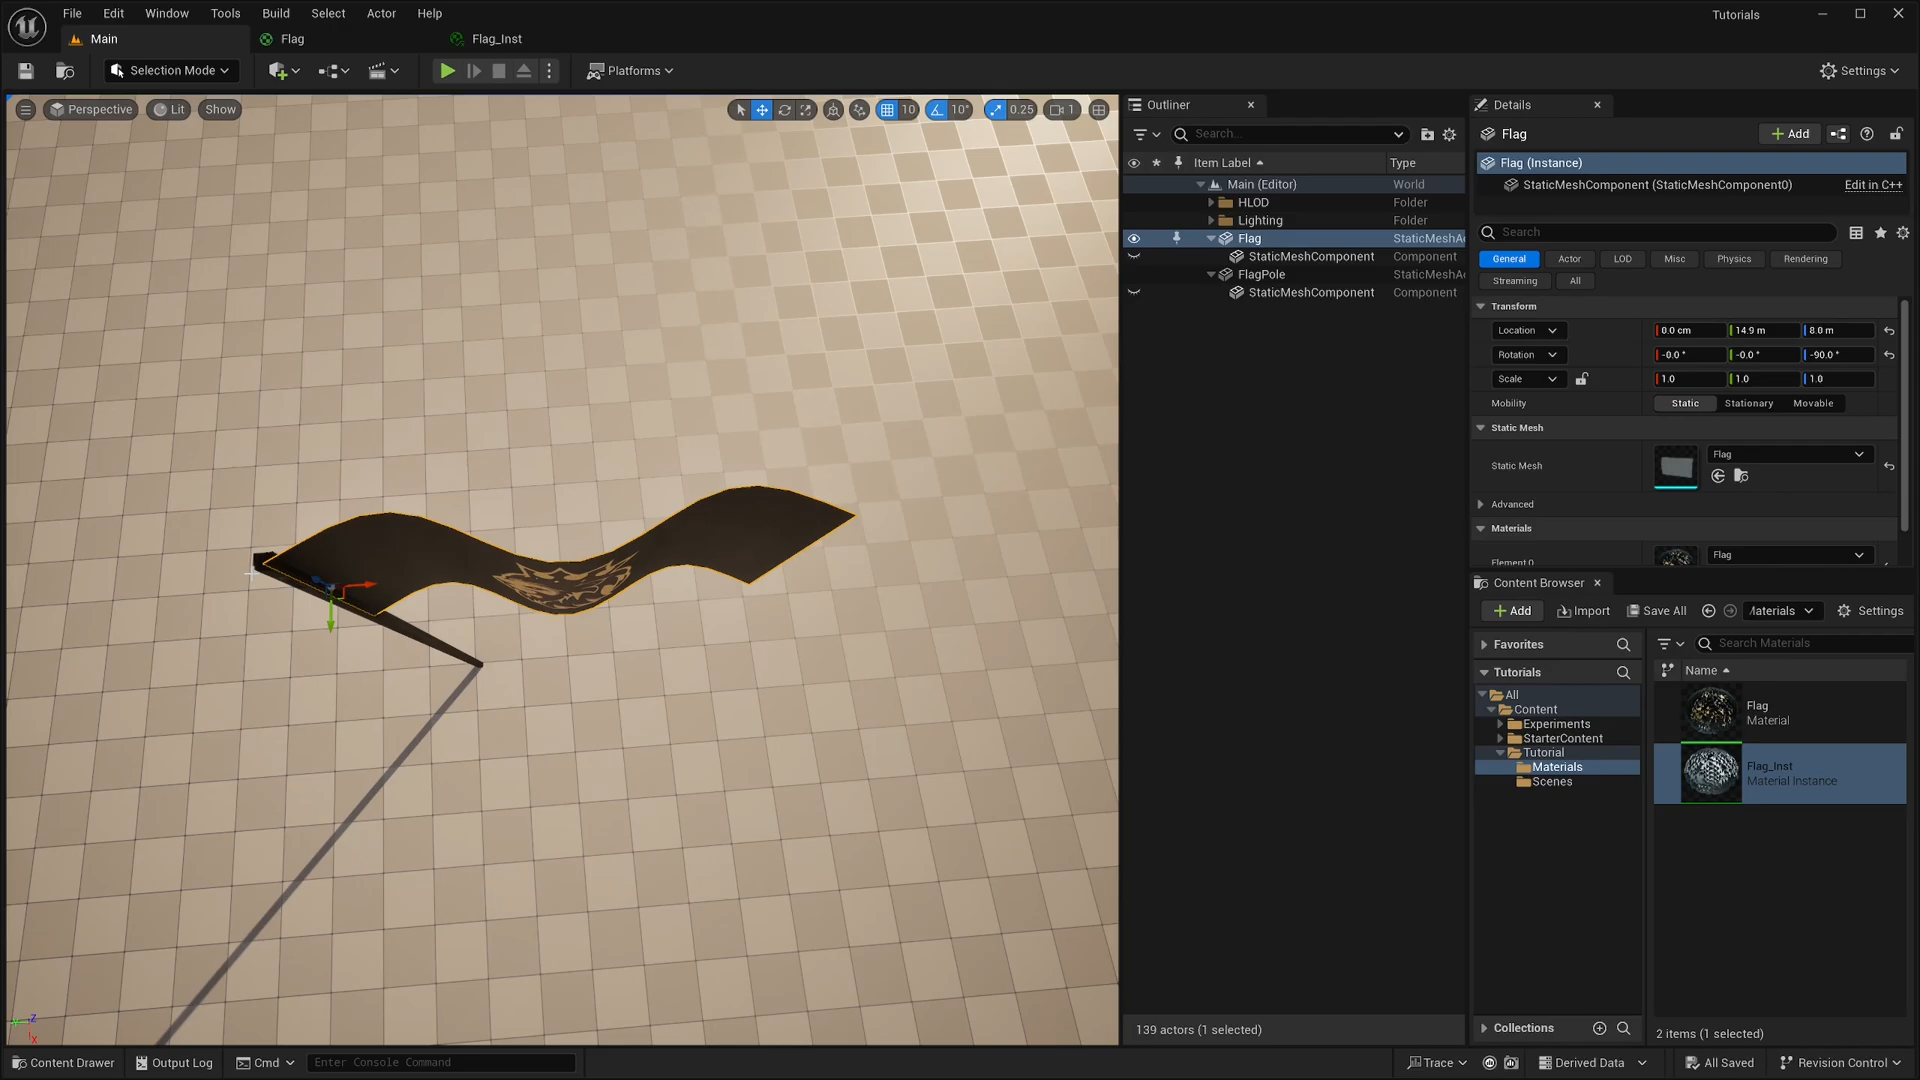 File Edit Window Tools Build Select Actor Help
Tutorials
Main
Flag
Flag_Inst
Selection Mode
Platforms
Settings
Perspective
Lit
Show
10
10°
0.25
1
Outliner
Search...
Item Label
Type
Main (Editor) World
HLOD Folder
Lighting Folder
Flag StaticMeshA
StaticMeshComponent Component
FlagPole StaticMeshA
StaticMeshComponent Component
139 actors (1 selected)
Details
Flag
Add
Flag (Instance)
StaticMeshComponent (StaticMeshComponent0) Edit in C++
Search
General Actor LOD Misc Physics Rendering
Streaming All
Transform
Location 0.0 cm 14.9 m 8.0 m
Rotation -0.0 ° -0.0 ° -90.0 °
Scale 1.0 1.0 1.0
Mobility Static Stationary Movable
Static Mesh
Static Mesh Flag
Advanced
Materials
Element 0 Flag
Content Browser
Add Import Save All Materials Settings
Favorites
Tutorials
All
Content
Experiments
StarterContent
Tutorial
Materials
Scenes
Collections
Search Materials
Name
Flag
Material
Flag_Inst
Material Instance
2 items (1 selected)
Content Drawer Output Log Cmd Enter Console Command
Trace Derived Data All Saved Revision Control
Z
X